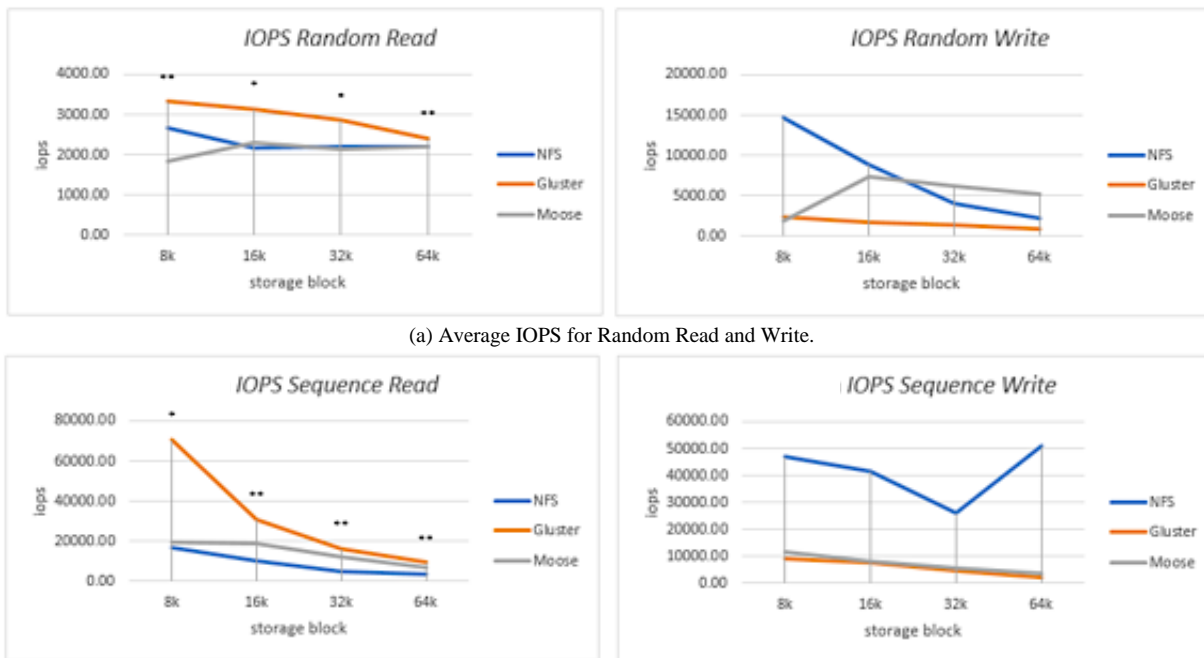 IOPS Random Read
4000.00
3000.00
2000.00
1000.00
0.00
iops
** * * **
8k 16k 32k 64k
storage block
NFS
Gluster
Moose
IOPS Random Write
20000.00
15000.00
10000.00
5000.00
0.00
iops
8k 16k 32k 64k
storage block
NFS
Gluster
Moose
(a) Average IOPS for Random Read and Write.
IOPS Sequence Read
80000.00
60000.00
40000.00
20000.00
0.00
iops
* ** ** **
8k 16k 32k 64k
storage block
NFS
Gluster
Moose
IOPS Sequence Write
60000.00
50000.00
40000.00
30000.00
20000.00
10000.00
0.00
iops
8k 16k 32k 64k
storage block
NFS
Gluster
Moose